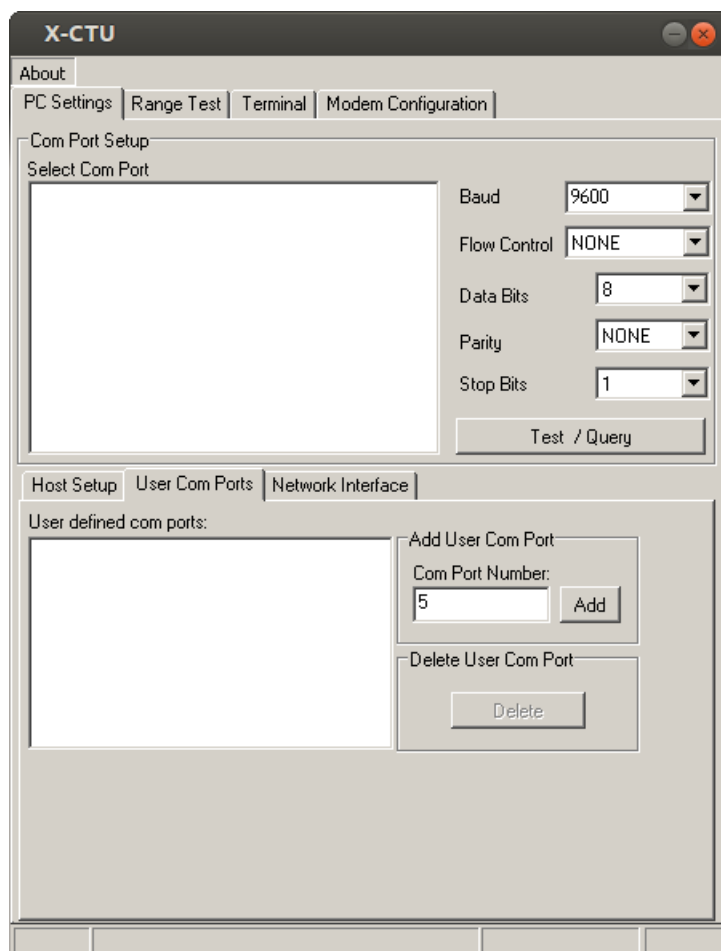 X-CTU
About
PC Settings Range Test Terminal Modem Configuration
Com Port Setup
Select Com Port
Baud 9600
Flow Control NONE
Data Bits 8
Parity NONE
Stop Bits 1
Test / Query
Host Setup User Com Ports Network Interface
User defined com ports:
Add User Com Port
Com Port Number:
5 Add
Delete User Com Port
Delete